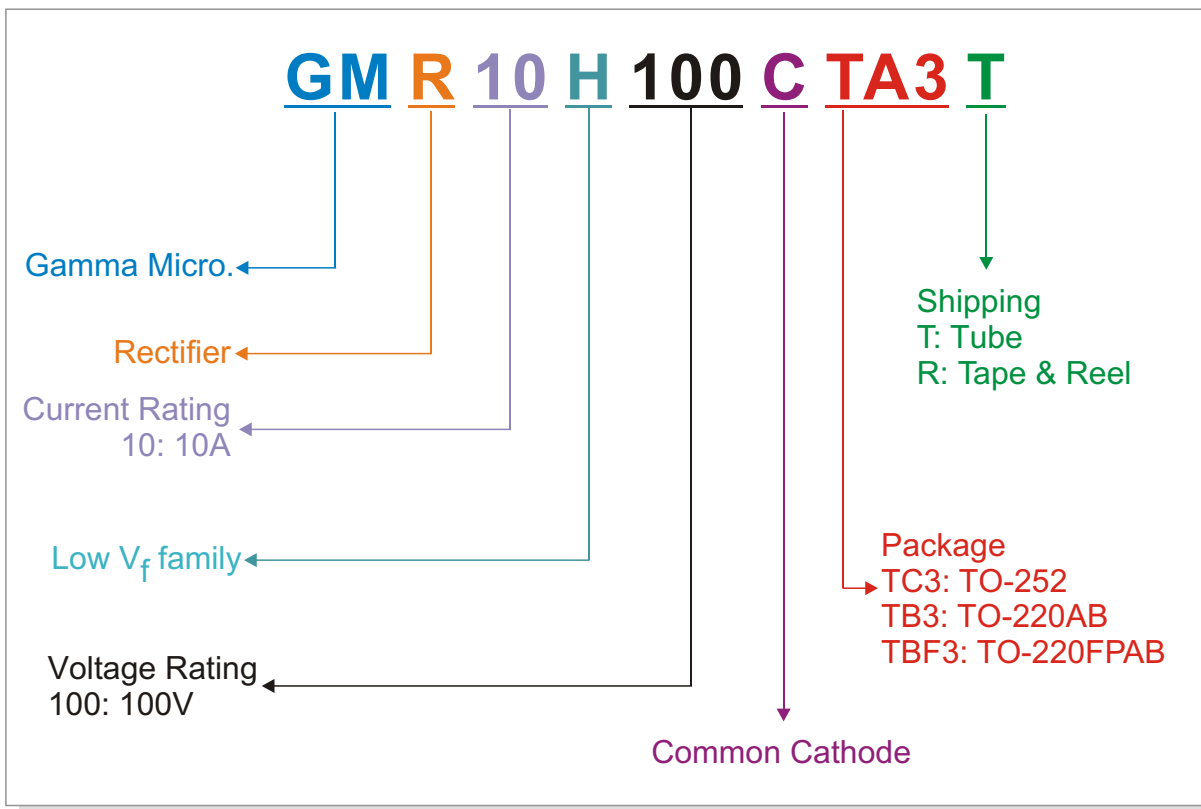 GM R 10 H 100 C TA3 T
Gamma Micro.
Rectifier
Current Rating
10: 10A
Low Vf family
Voltage Rating
100: 100V
Common Cathode
Package
TC3: TO-252
TB3: TO-220AB
TBF3: TO-220FPAB
Shipping
T: Tube
R: Tape & Reel